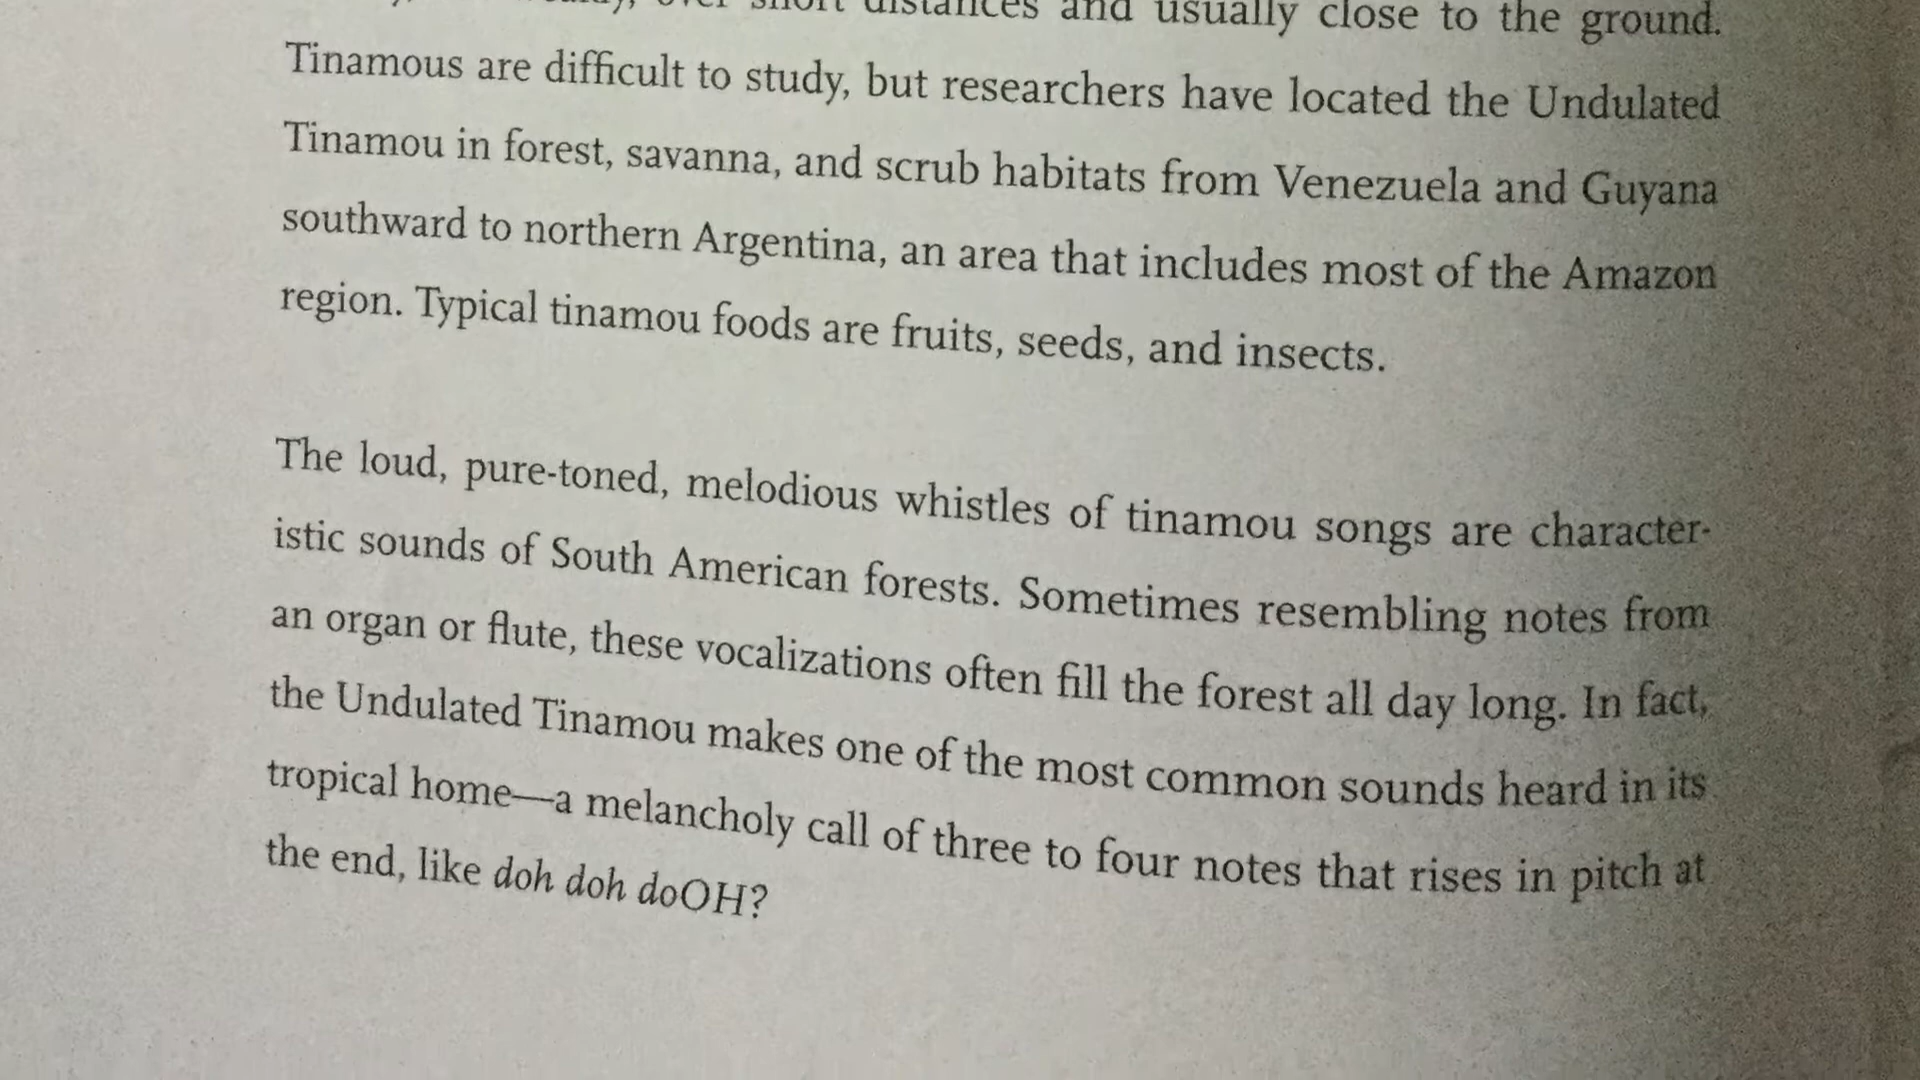 over short distances and usually close to the ground.
Tinamous are difficult to study, but researchers have located the Undulated
Tinamou in forest, savanna, and scrub habitats from Venezuela and Guyana
southward to northern Argentina, an area that includes most of the Amazon
region. Typical tinamou foods are fruits, seeds, and insects.
The loud, pure-toned, melodious whistles of tinamou songs are character-
istic sounds of South American forests. Sometimes resembling notes from
an organ or flute, these vocalizations often fill the forest all day long. In fact,
the Undulated Tinamou makes one of the most common sounds heard in its
tropical home—a melancholy call of three to four notes that rises in pitch at
the end, like doh doh doOH?